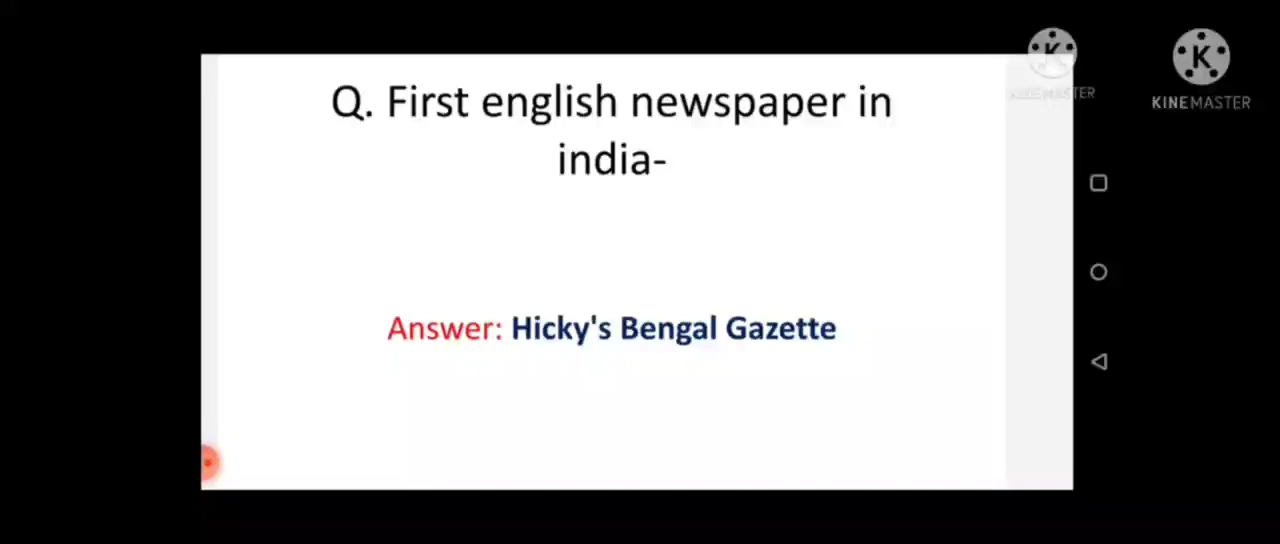 Q. First english newspaper in
india-
Answer: Hicky's Bengal Gazette
K
KINEMASTER
K
KINEMASTER